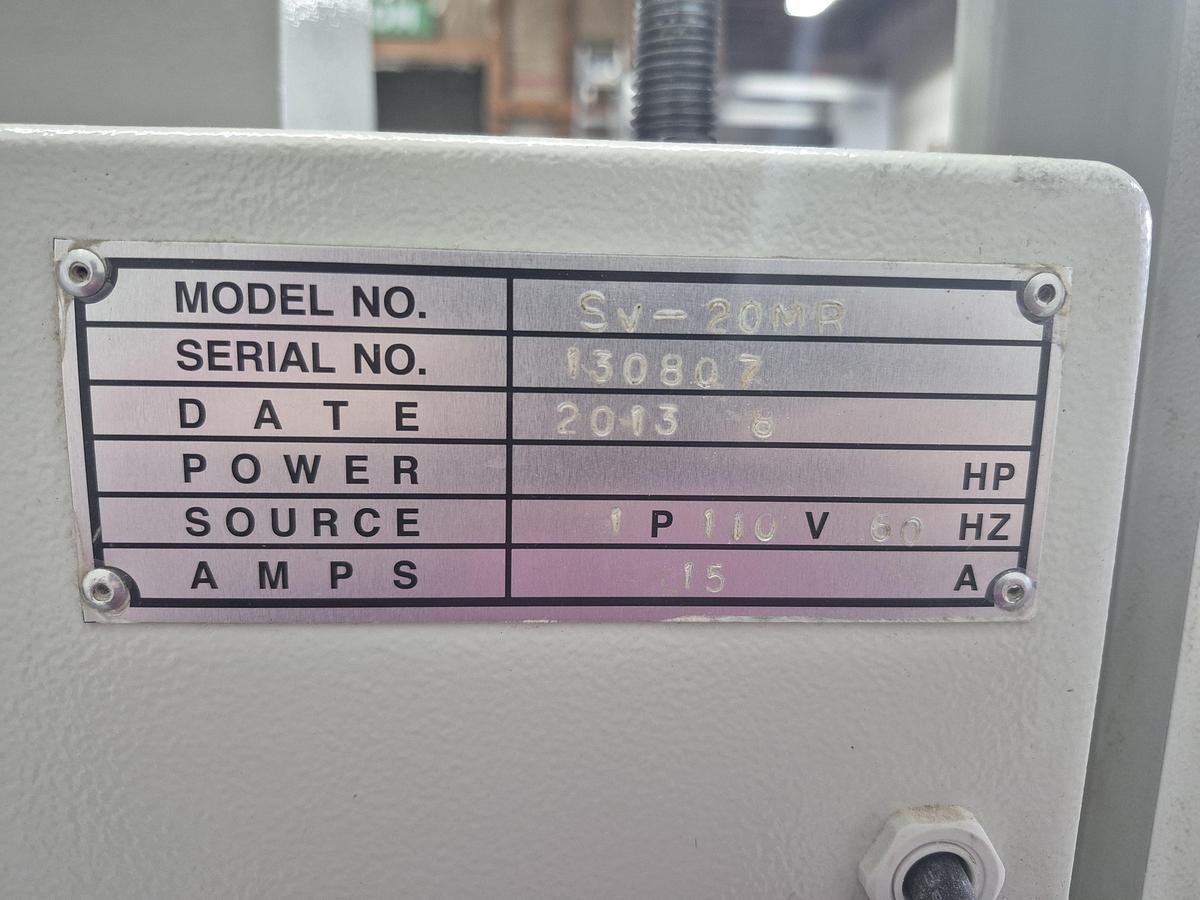 MODEL NO. SV-20MR
SERIAL NO. 130807
DATE 2013 8
POWER HP
SOURCE 1 P 110 V 60 HZ
AMPS 15 A